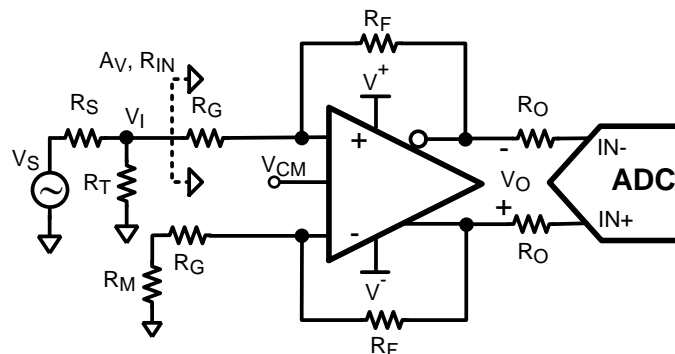 R_F
A_V, R_IN
V^+
R_S
V_I
R_G
R_O
V_S
+
-
IN-
V_CM
V_O
ADC
R_T
-
+
IN+
R_M
R_G
R_O
V^-
R_F